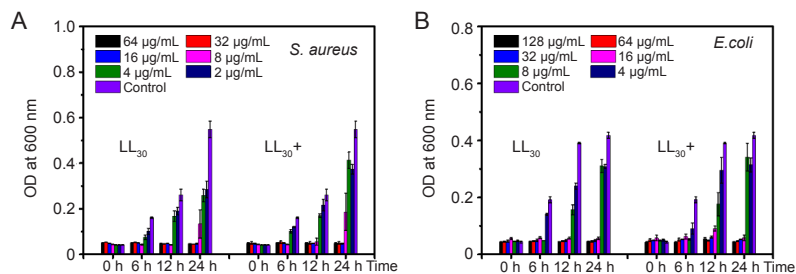 A
OD at 600 nm
1.0
0.8
0.6
0.4
0.2
0
64 µg/mL 32 µg/mL
16 µg/mL 8 µg/mL
4 µg/mL 2 µg/mL
Control
S. aureus
LL30 LL30+
0 h 6 h 12 h 24 h 0 h 6 h 12 h 24 h Time
B
OD at 600 nm
0.8
0.6
0.4
0.2
0
128 µg/mL 64 µg/mL
32 µg/mL 16 µg/mL
8 µg/mL 4 µg/mL
Control
E.coli
LL30 LL30+
0 h 6 h 12 h 24 h 0 h 6 h 12 h 24 h Time